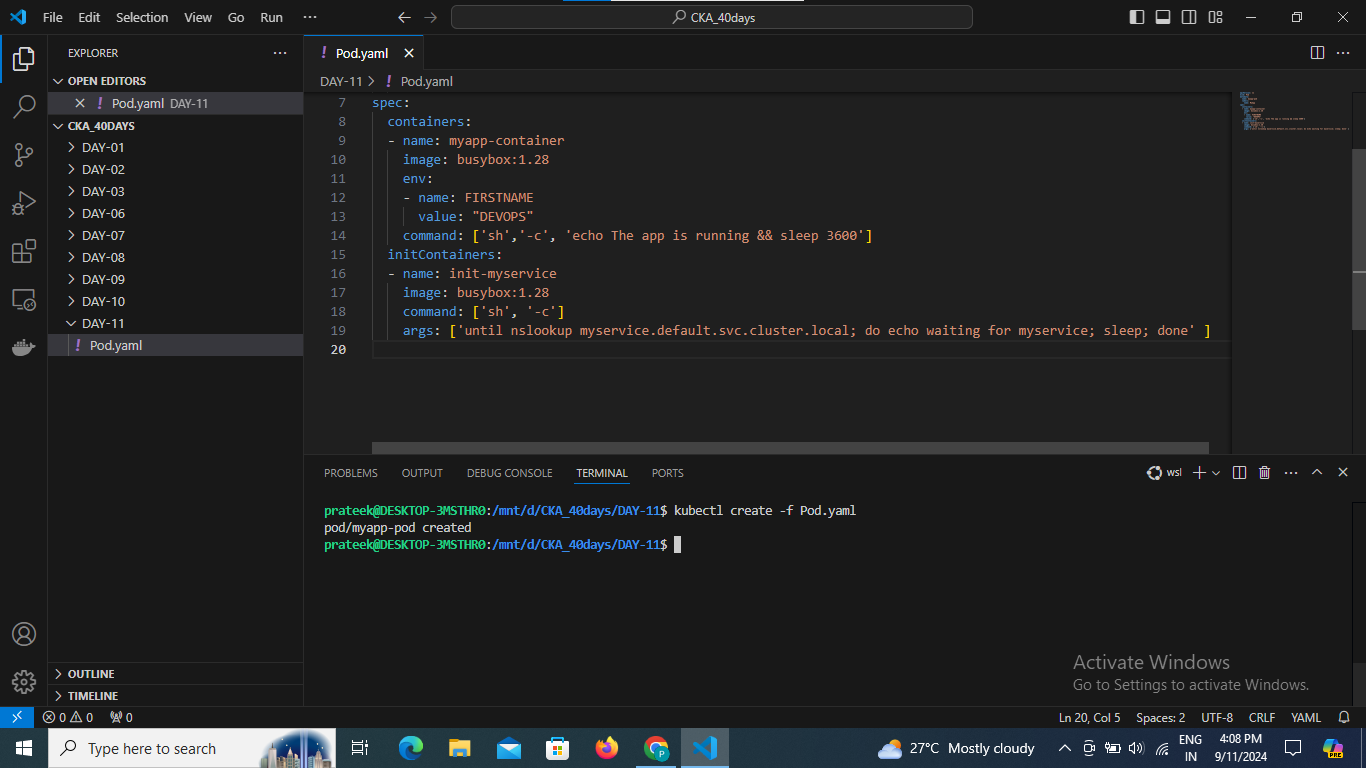 File Edit Selection View Go Run ···
CKA_40days
EXPLORER
OPEN EDITORS
! Pod.yaml DAY-11
CKA_40DAYS
DAY-01
DAY-02
DAY-03
DAY-06
DAY-07
DAY-08
DAY-09
DAY-10
DAY-11
! Pod.yaml
OUTLINE
TIMELINE
! Pod.yaml
DAY-11 > ! Pod.yaml
7 spec:
8 containers:
9 - name: myapp-container
10 image: busybox:1.28
11 env:
12 - name: FIRSTNAME
13 value: "DEVOPS"
14 command: ['sh','-c', 'echo The app is running && sleep 3600']
15 initContainers:
16 - name: init-myservice
17 image: busybox:1.28
18 command: ['sh', '-c']
19 args: ['until nslookup myservice.default.svc.cluster.local; do echo waiting for myservice; sleep; done' ]
20
PROBLEMS OUTPUT DEBUG CONSOLE TERMINAL PORTS
wsl
prateek@DESKTOP-3MSTHR0:/mnt/d/CKA_40days/DAY-11$ kubectl create -f Pod.yaml
pod/myapp-pod created
prateek@DESKTOP-3MSTHR0:/mnt/d/CKA_40days/DAY-11$
Activate Windows
Go to Settings to activate Windows.
0 0 0
Ln 20, Col 5 Spaces: 2 UTF-8 CRLF YAML
Type here to search
27°C Mostly cloudy
ENG
IN
4:08 PM
9/11/2024
PRE